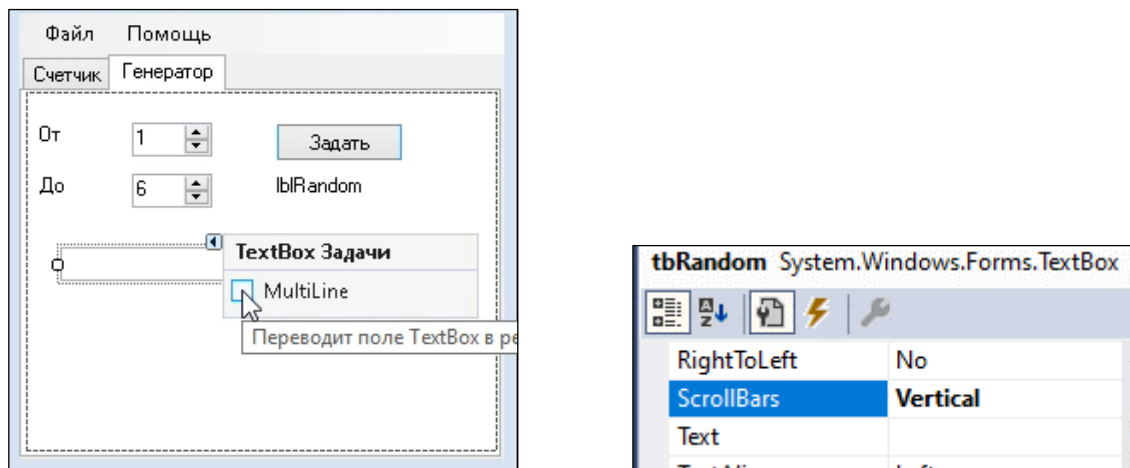 Файл Помощь
Счетчик Генератор
От 1 Задать
До 6 lblRandom
TextBox Задачи
MultiLine
Переводит поле TextBox в
tbRandom System.Windows.Forms.TextBox
RightToLeft No
ScrollBars Vertical
Text